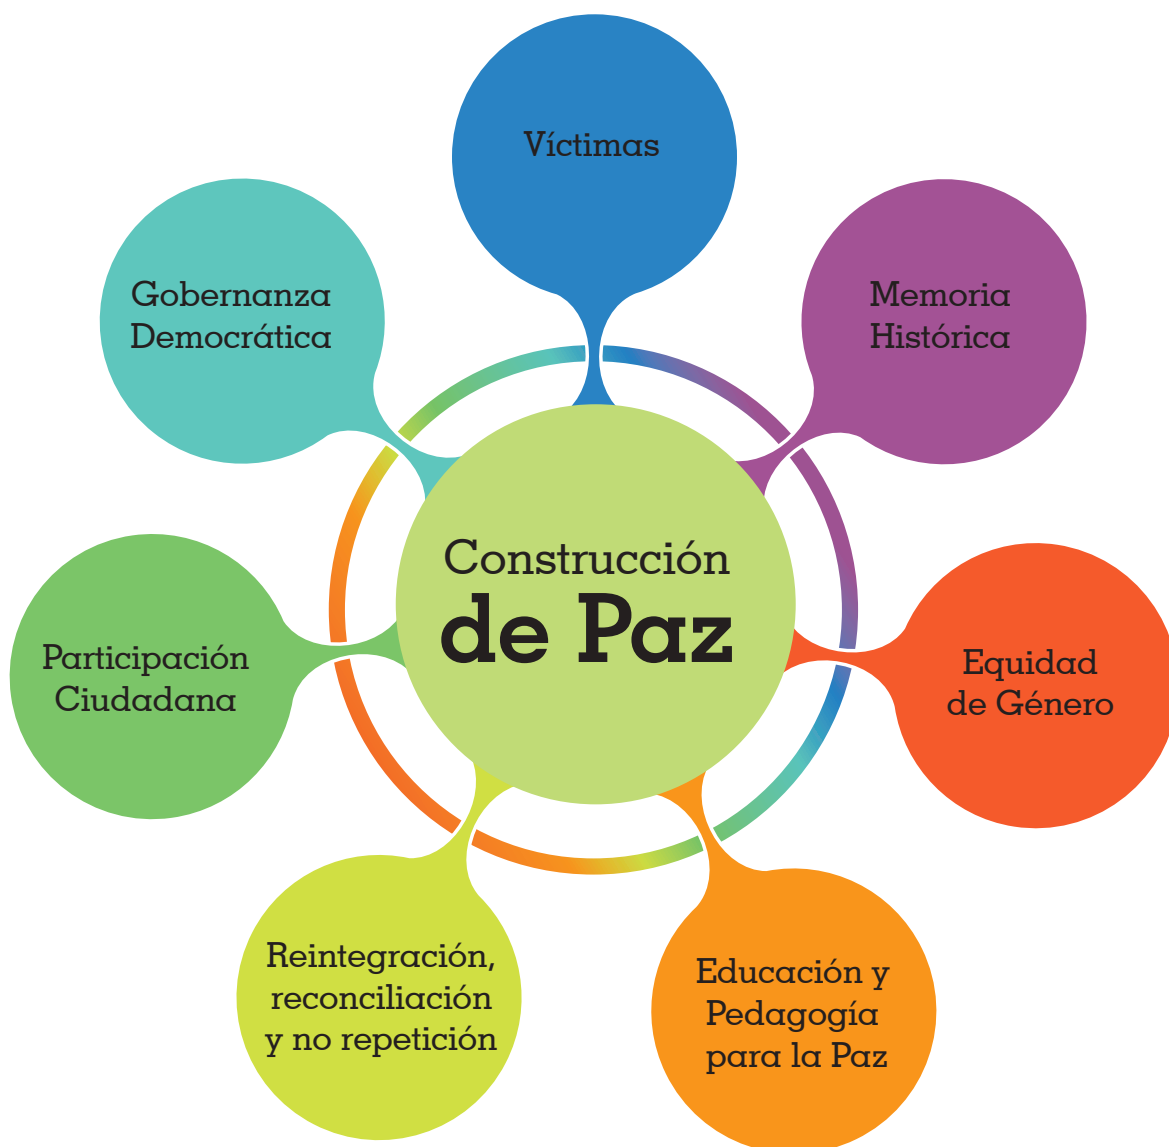 Víctimas
Gobernanza
Democrática
Memoria
Histórica
Construcción
de Paz
Participación
Ciudadana
Equidad
de Género
Reintegración,
reconciliación
y no repetición
Educación y
Pedagogía
para la Paz